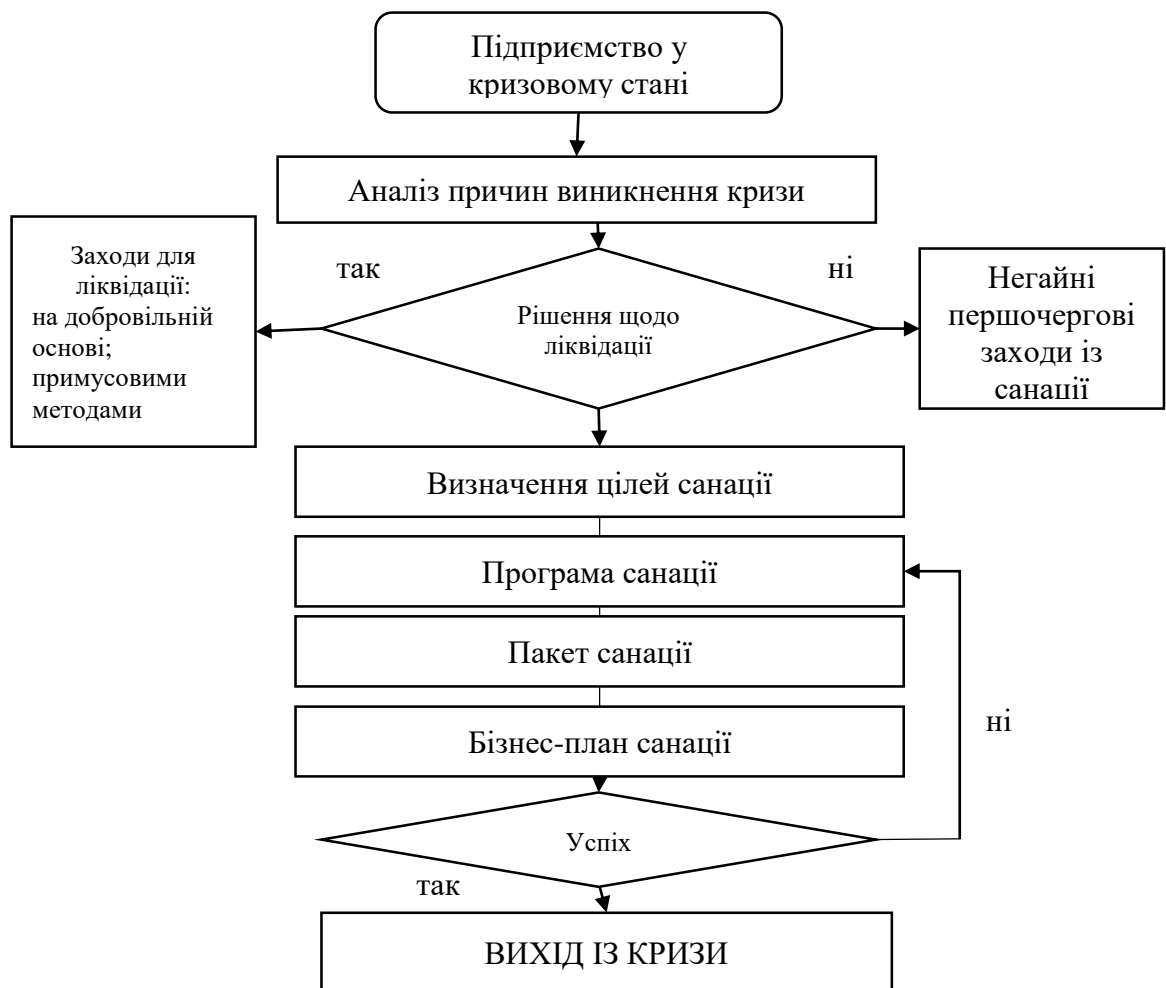 Підприємство у
кризовому стані
Аналіз причин виникнення кризи
Заходи для
ліквідації:
на добровільній
основі;
примусовими
методами
так
ні
Рішення щодо
ліквідації
Негайні
першочергові
заходи із
санації
Визначення цілей санації
Програма санації
Пакет санації
Бізнес-план санації
ні
Успіх
так
ВИХІД ІЗ КРИЗИ